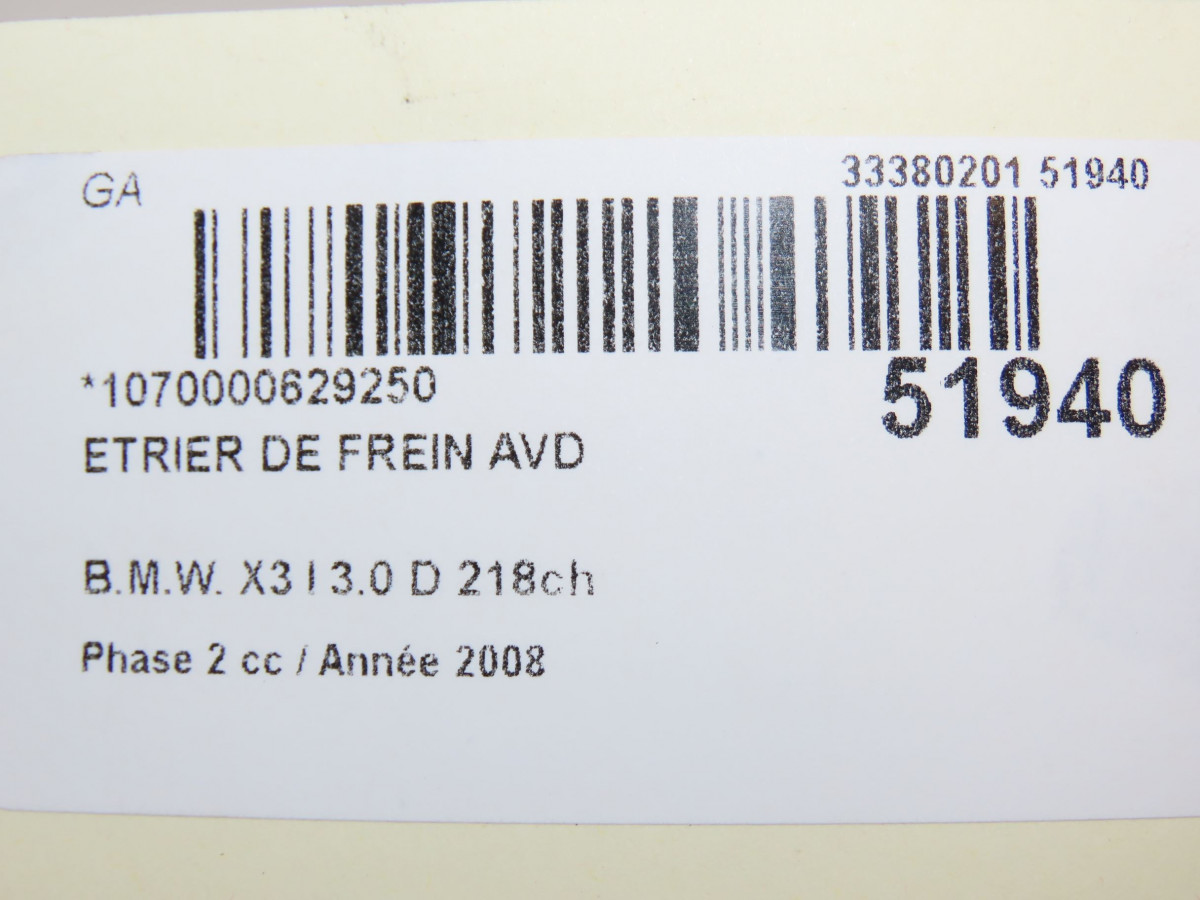 GA
33380201 51940
*1070000629250
51940
ETRIER DE FREIN AVD
B.M.W. X3 I 3.0 D 218ch
Phase 2 cc / Année 2008